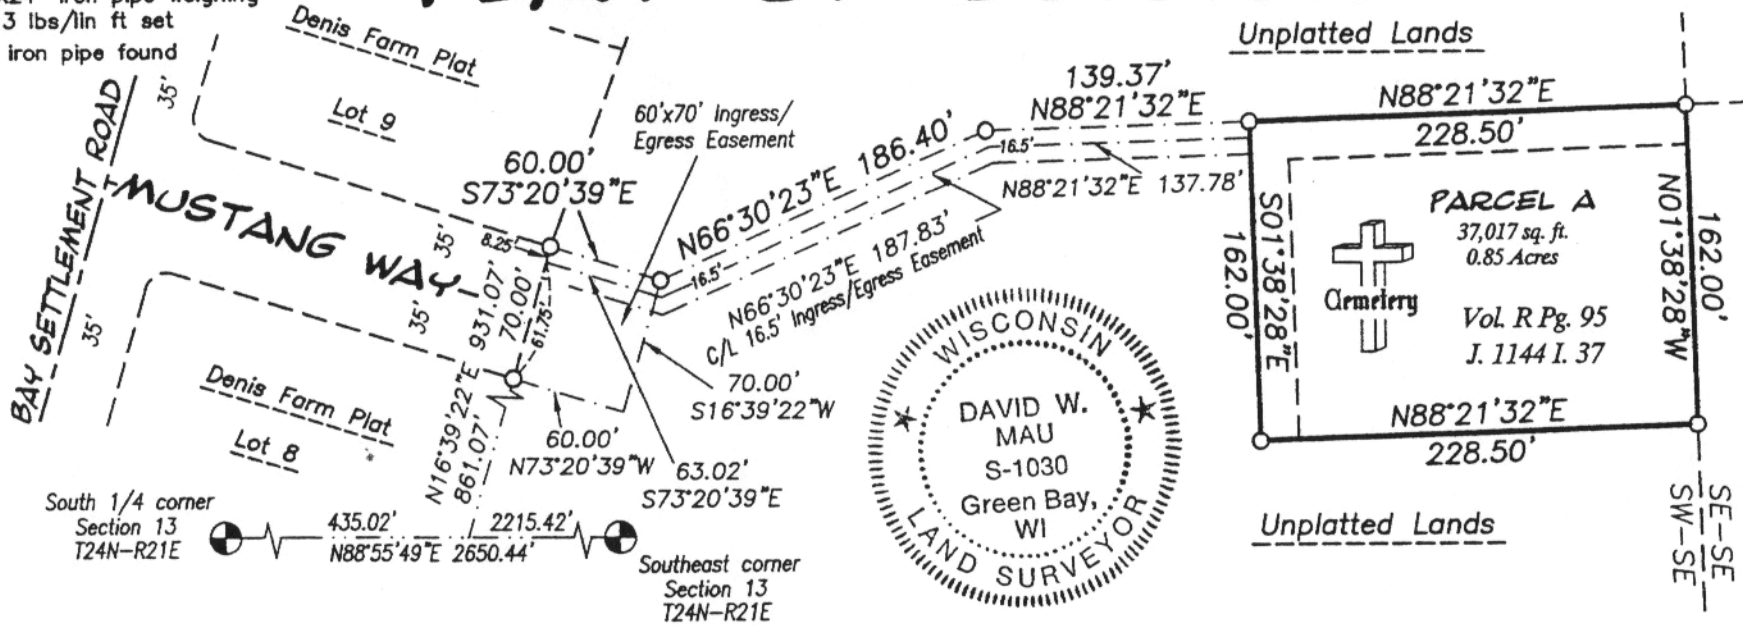 iron pipe weighing
3 lbs/lin ft set
iron pipe found
Denis Farm Plat
Lot 9
35'
35'
BAY SETTLEMENT ROAD
MUSTANG WAY
35'
35'
Denis Farm Plat
Lot 8
60'x70' Ingress/
Egress Easement
60.00'
S73°20'39"E
8.25'
N66°30'23"E 186.40'
16.5'
N66°30'23"E 187.83'
C/L 16.5' Ingress/Egress Easement
139.37'
N88°21'32"E
16.5'
N88°21'32"E 137.78'
931.07'
70.00'
61.75'
N16°39'22"E
861.07'
60.00'
N73°20'39"W
63.02'
S73°20'39"E
70.00'
S16°39'22"W
South 1/4 corner
Section 13
T24N-R21E
435.02'
2215.42'
N88°55'49"E 2650.44'
Southeast corner
Section 13
T24N-R21E
WISCONSIN
DAVID W.
MAU
S-1030
Green Bay,
WI
LAND SURVEYOR
Unplatted Lands
N88°21'32"E
228.50'
S01°38'28"E
162.00'
PARCEL A
37,017 sq. ft.
0.85 Acres
Cemetery
Vol. R Pg. 95
J. 1144 I. 37
N01°38'28"W
162.00'
N88°21'32"E
228.50'
Unplatted Lands
SE-SE
SW-SE